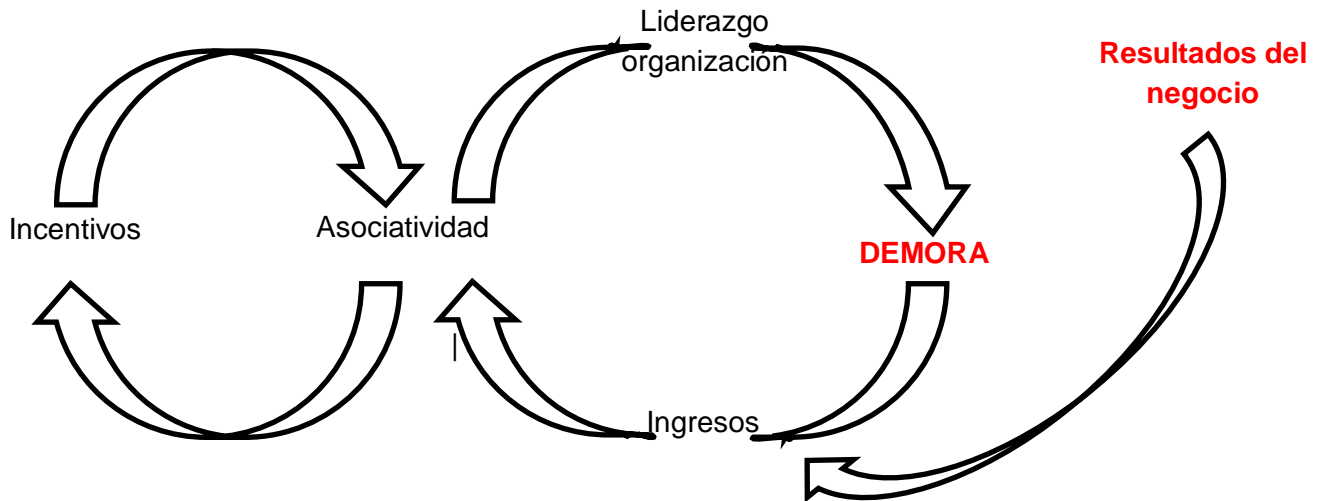 Liderazgo
organización
Resultados del
negocio
Incentivos
Asociatividad
DEMORA
|
Ingresos